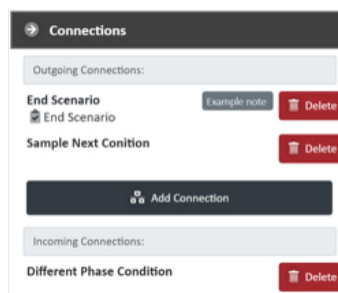 Connections
Outgoing Connections:
End Scenario Example note Delete
End Scenario
Sample Next Conition Delete
Add Connection
Incoming Connections:
Different Phase Condition Delete